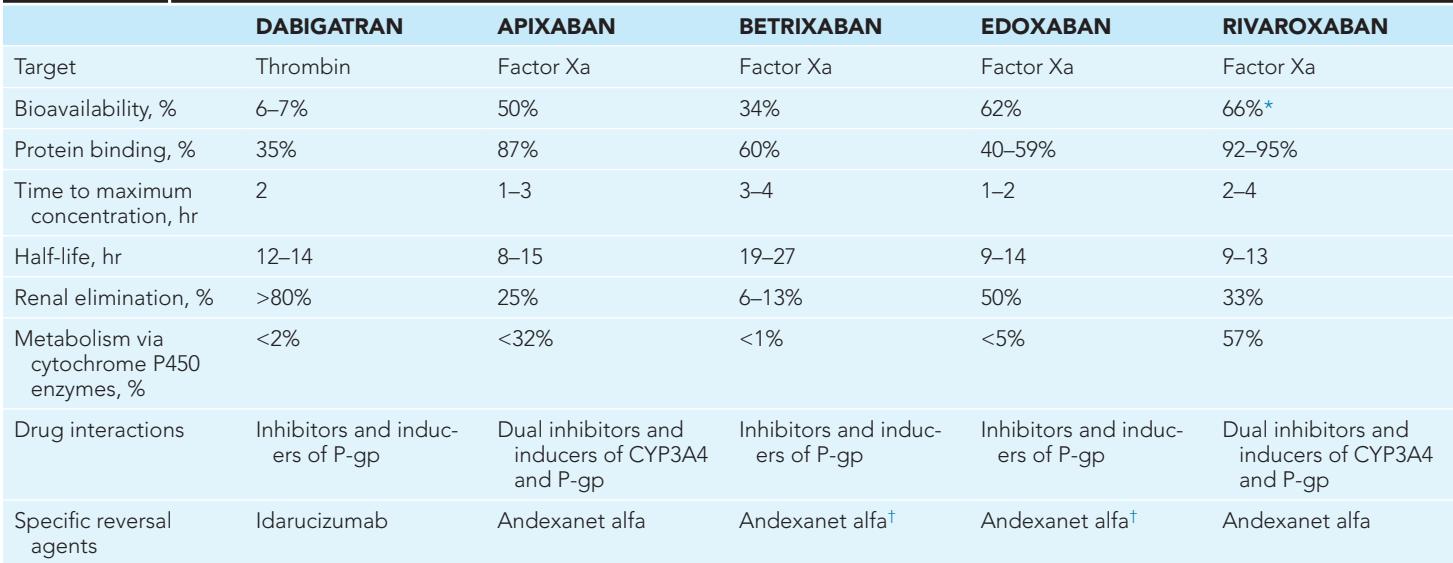 DABIGATRAN APIXABAN BETRIXABAN EDOXABAN RIVAROXABAN
Target Thrombin Factor Xa Factor Xa Factor Xa Factor Xa
Bioavailability, % 6–7% 50% 34% 62% 66%*
Protein binding, % 35% 87% 60% 40–59% 92–95%
Time to maximum 2 1–3 3–4 1–2 2–4
concentration, hr
Half-life, hr 12–14 8–15 19–27 9–14 9–13
Renal elimination, % >80% 25% 6–13% 50% 33%
Metabolism via <2% <32% <1% <5% 57%
cytochrome P450
enzymes, %
Drug interactions Inhibitors and induc- Dual inhibitors and Inhibitors and induc- Inhibitors and induc- Dual inhibitors and
ers of P-gp inducers of CYP3A4 ers of P-gp ers of P-gp inducers of CYP3A4
and P-gp and P-gp
Specific reversal Idarucizumab Andexanet alfa Andexanet alfa† Andexanet alfa† Andexanet alfa
agents